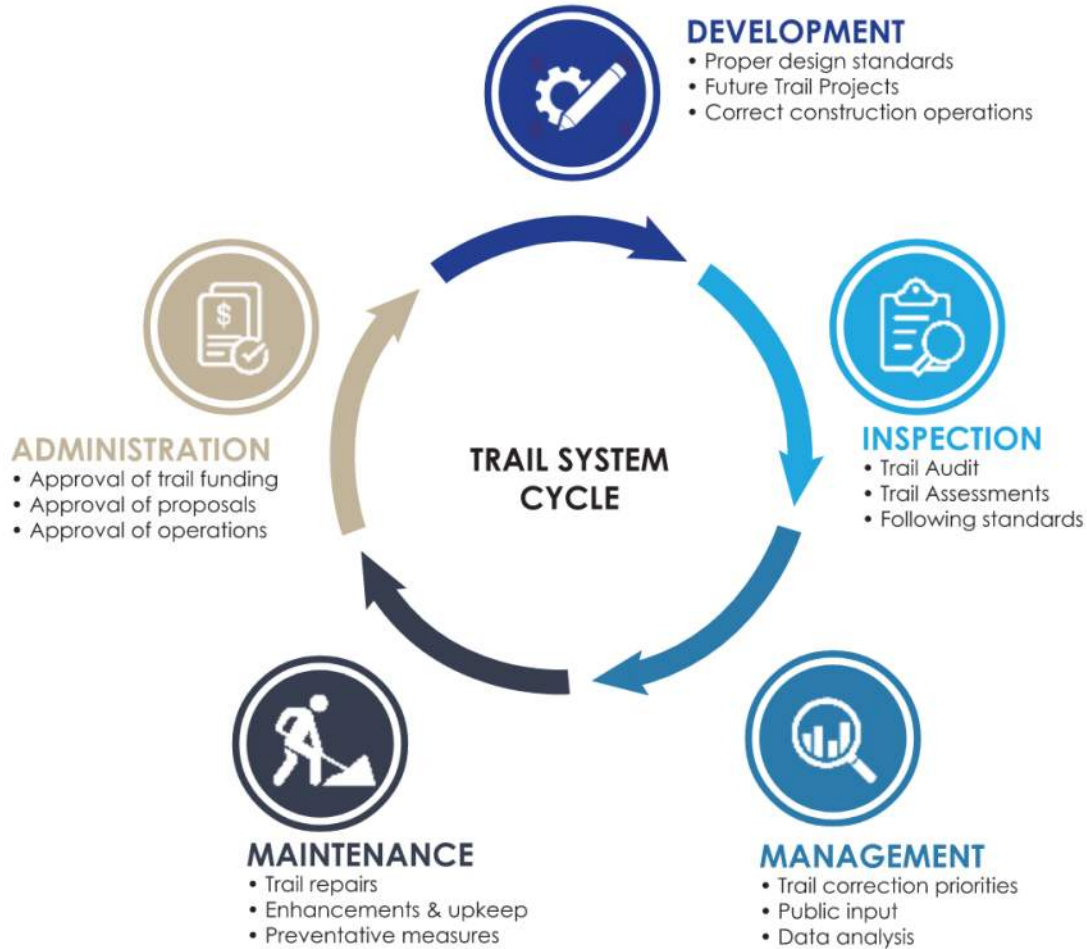 DEVELOPMENT
• Proper design standards
• Future Trail Projects
• Correct construction operations
INSPECTION
• Trail Audit
• Trail Assessments
• Following standards
MANAGEMENT
• Trail correction priorities
• Public input
• Data analysis
MAINTENANCE
• Trail repairs
• Enhancements & upkeep
• Preventative measures
ADMINISTRATION
• Approval of trail funding
• Approval of proposals
• Approval of operations
$
TRAIL SYSTEM
CYCLE